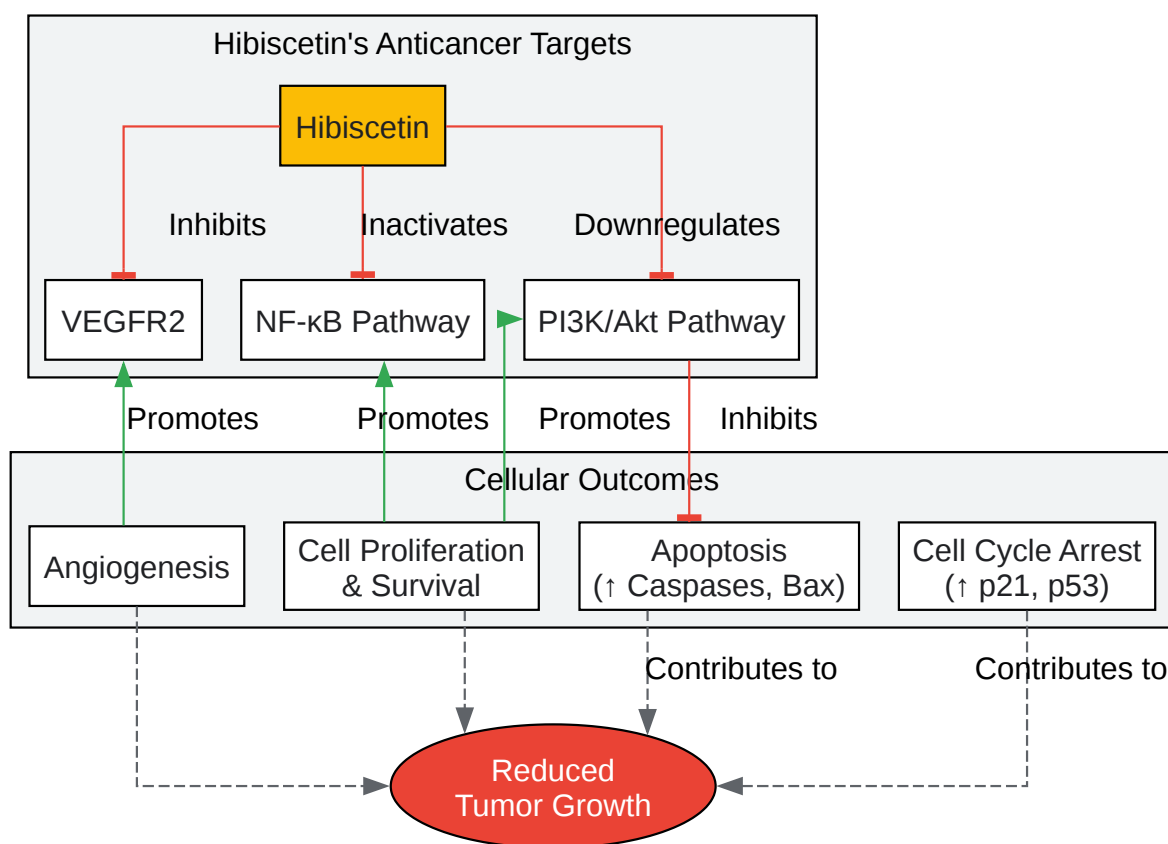 Hibiscetin's Anticancer Targets
Hibiscetin
Inhibits
Inactivates
Downregulates
VEGFR2
NF-κB Pathway
PI3K/Akt Pathway
Promotes
Promotes
Promotes
Inhibits
Cellular Outcomes
Angiogenesis
Cell Proliferation
& Survival
Apoptosis
(↑ Caspases, Bax)
Cell Cycle Arrest
(↑ p21, p53)
Contributes to
Contributes to
Reduced
Tumor Growth